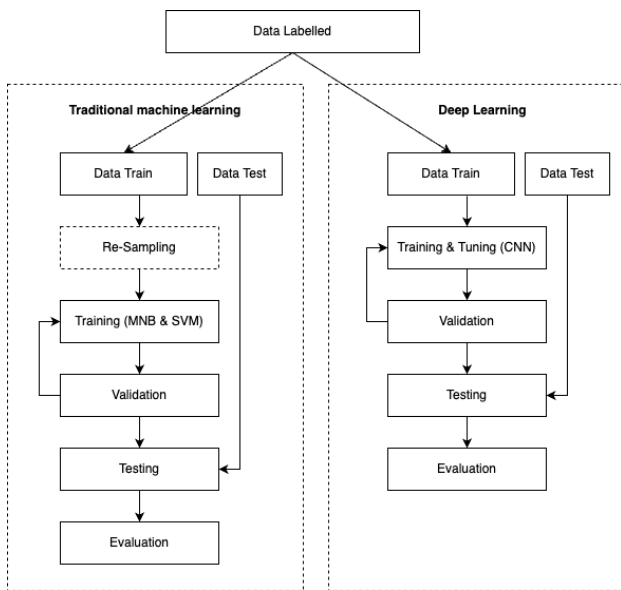 Data Labelled
Traditional machine learning
Data Train
Data Test
Re-Sampling
Training (MNB & SVM)
Validation
Testing
Evaluation
Deep Learning
Data Train
Data Test
Training & Tuning (CNN)
Validation
Testing
Evaluation